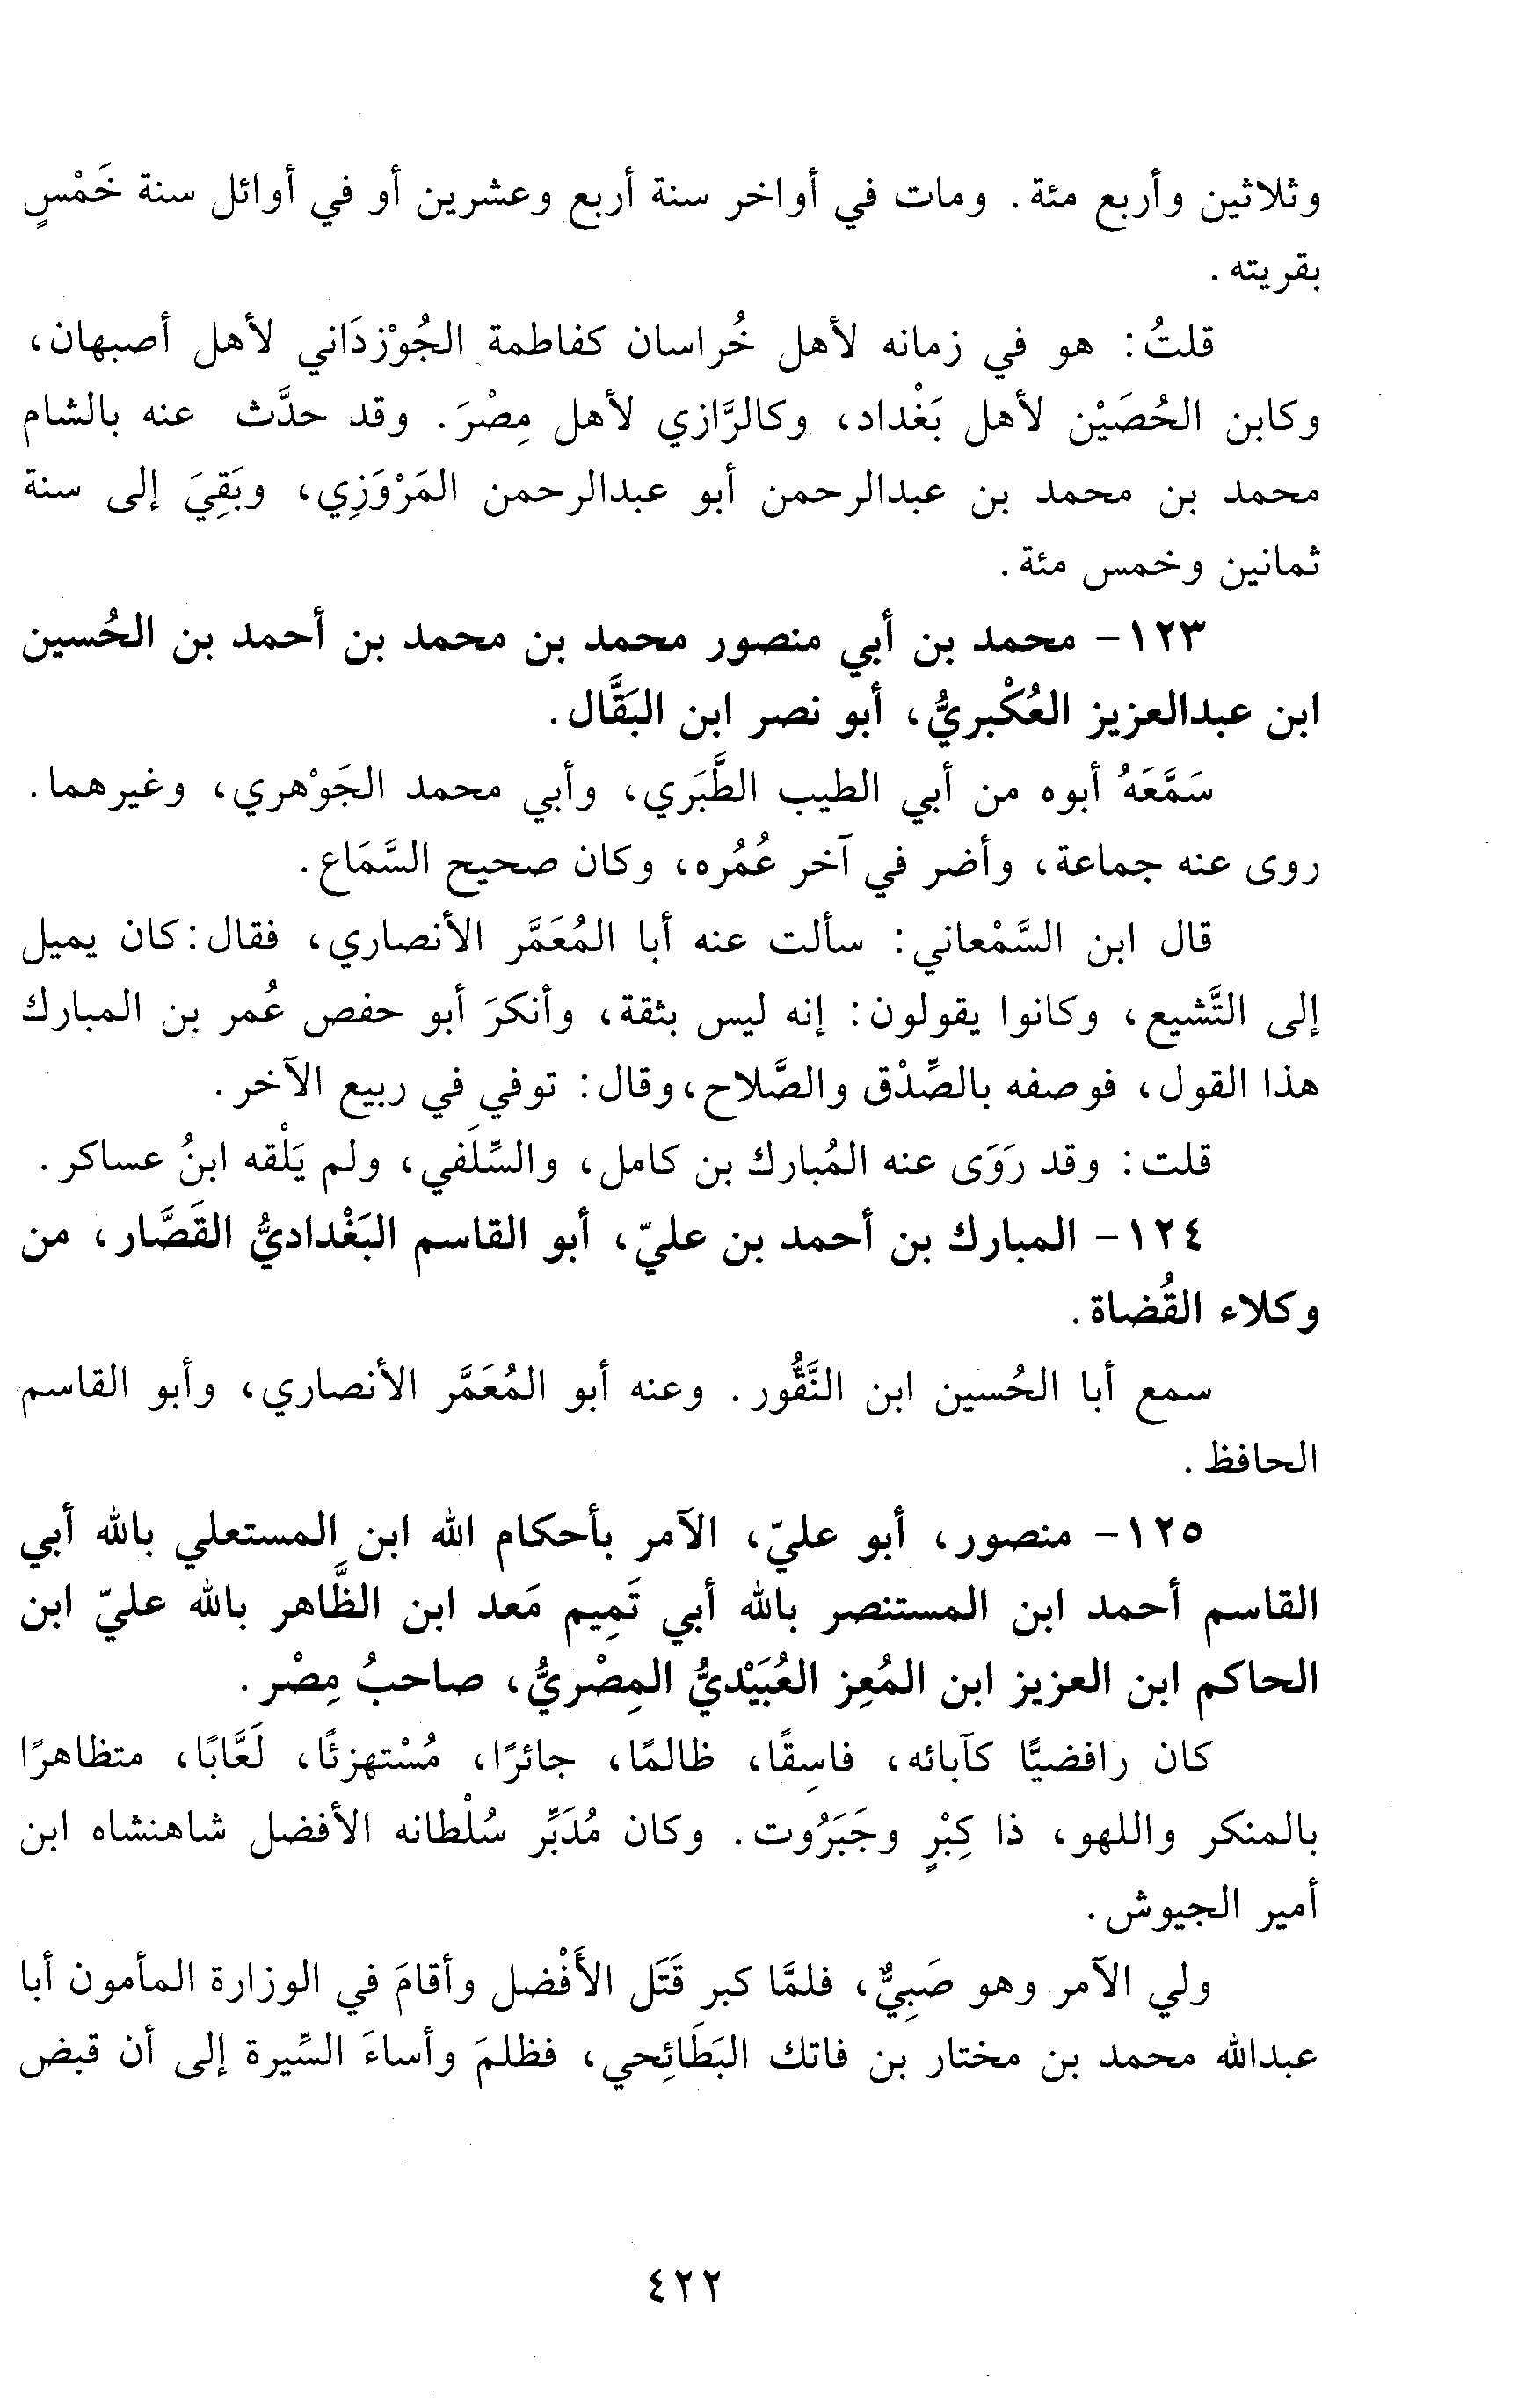 وثلاثين وأربع مئة. ومات في أواخر سنة أربع وعشرين أو في أوائل سنة خَمْسٍ
بقريته.
قلتُ: هو في زمانه لأهل خُراسان كفاطمة الجُوْزدَاني لأهل أصبهان،
وكابن الحُصَيْن لأهل بَغْداد، وكالرَّازي لأهل مِصْرَ. وقد حدَّث عنه بالشام
محمد بن محمد بن عبدالرحمن أبو عبدالرحمن المَرْوَزِي، وبَقِيَ إلى سنة
ثمانين وخمس مئة.
١٢٣- محمد بن أبي منصور محمد بن محمد بن أحمد بن الحُسين
ابن عبدالعزيز العُكْبريُّ، أبو نصر ابن البَقَّال.
سَمَّعَهُ أبوه من أبي الطيب الطَّبَري، وأبي محمد الجَوْهري، وغيرهما.
روى عنه جماعة، وأضر في آخر عُمُره، وكان صحيح السَّمَاع.
قال ابن السَّمْعاني: سألت عنه أبا المُعَمَّر الأنصاري، فقال: كان يميل
إلى التَّشيع، وكانوا يقولون: إنه ليس بثقة، وأنكرَ أبو حفص عُمر بن المبارك
هذا القول، فوصفه بالصِّدْق والصَّلاح، وقال: توفي في ربيع الآخر.
قلت: وقد رَوَى عنه المُبارك بن كامل، والسِّلَفي، ولم يَلْقه ابنُ عساكر.
١٢٤- المبارك بن أحمد بن عليّ، أبو القاسم البَغْداديُّ القَصَّار، من
وكلاء القُضاة.
سمع أبا الحُسين ابن النَّقُّور. وعنه أبو المُعَمَّر الأنصاري، وأبو القاسم
الحافظ.
١٢٥- منصور، أبو عليّ، الآمر بأحكام الله ابن المستعلي بالله أبي
القاسم أحمد ابن المستنصر بالله أبي تَمِيم مَعد ابن الظَّاهر بالله عليّ ابن
الحاكم ابن العزيز ابن المُعِز العُبَيْديُّ المِصْريُّ، صاحبُ مِصْر.
كان رافضيًّا كآبائه، فاسِقًا، ظالمًا، جائرًا، مُسْتهزئًا، لَعَّابًا، متظاهرًا
بالمنكر واللهو، ذا كِبْرٍ وجَبَرُوت. وكان مُدَبِّر سُلْطانه الأفضل شاهنشاه ابن
أمير الجيوش.
ولي الآمر وهو صَبِيٌّ، فلمَّا كبر قَتَل الأَفْضل وأقامَ في الوزارة المأمون أبا
عبدالله محمد بن مختار بن فاتك البَطَائِحي، فظلمَ وأساءَ السِّيرة إلى أن قبض
٤٢٢